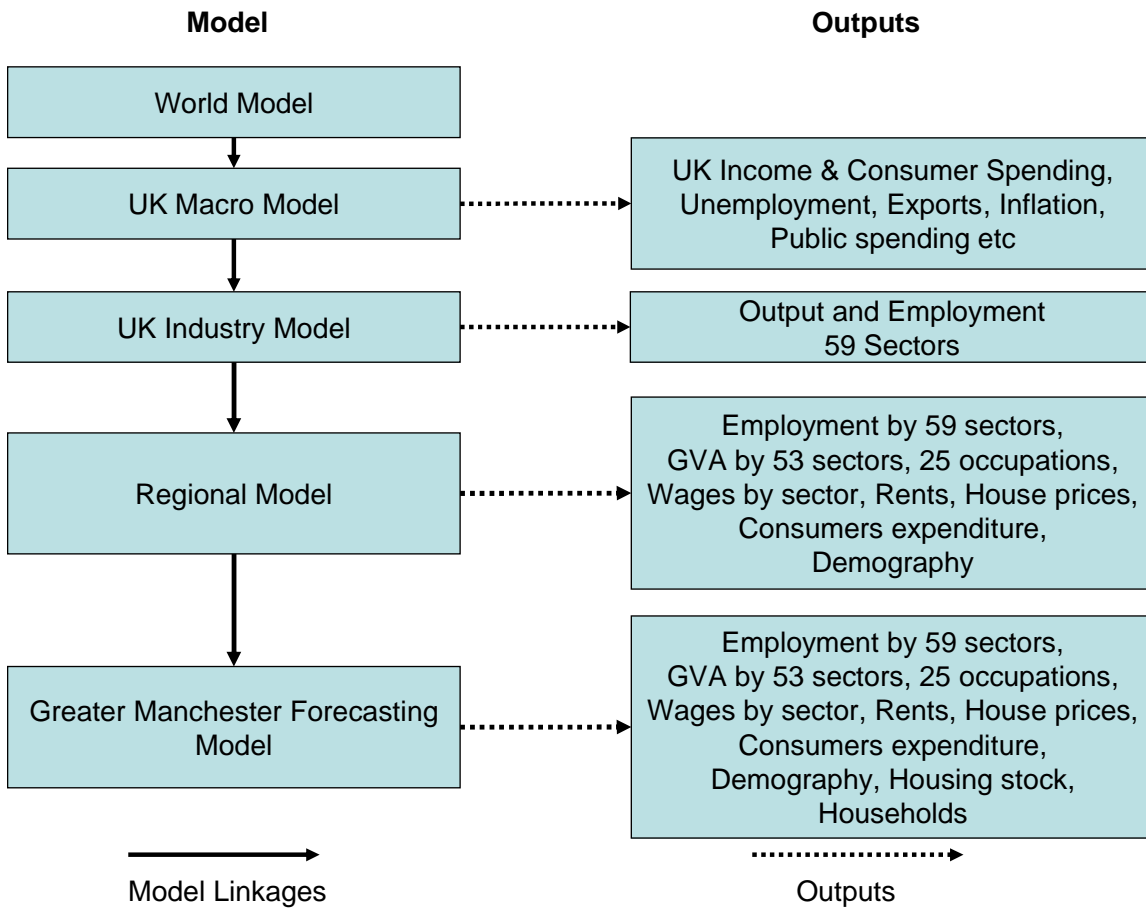 Model
Outputs
World Model
UK Macro Model
UK Income & Consumer Spending,
Unemployment, Exports, Inflation,
Public spending etc
UK Industry Model
Output and Employment
59 Sectors
Regional Model
Employment by 59 sectors,
GVA by 53 sectors, 25 occupations,
Wages by sector, Rents, House prices,
Consumers expenditure,
Demography
Greater Manchester Forecasting
Model
Employment by 59 sectors,
GVA by 53 sectors, 25 occupations,
Wages by sector, Rents, House prices,
Consumers expenditure,
Demography, Housing stock,
Households
Model Linkages
Outputs